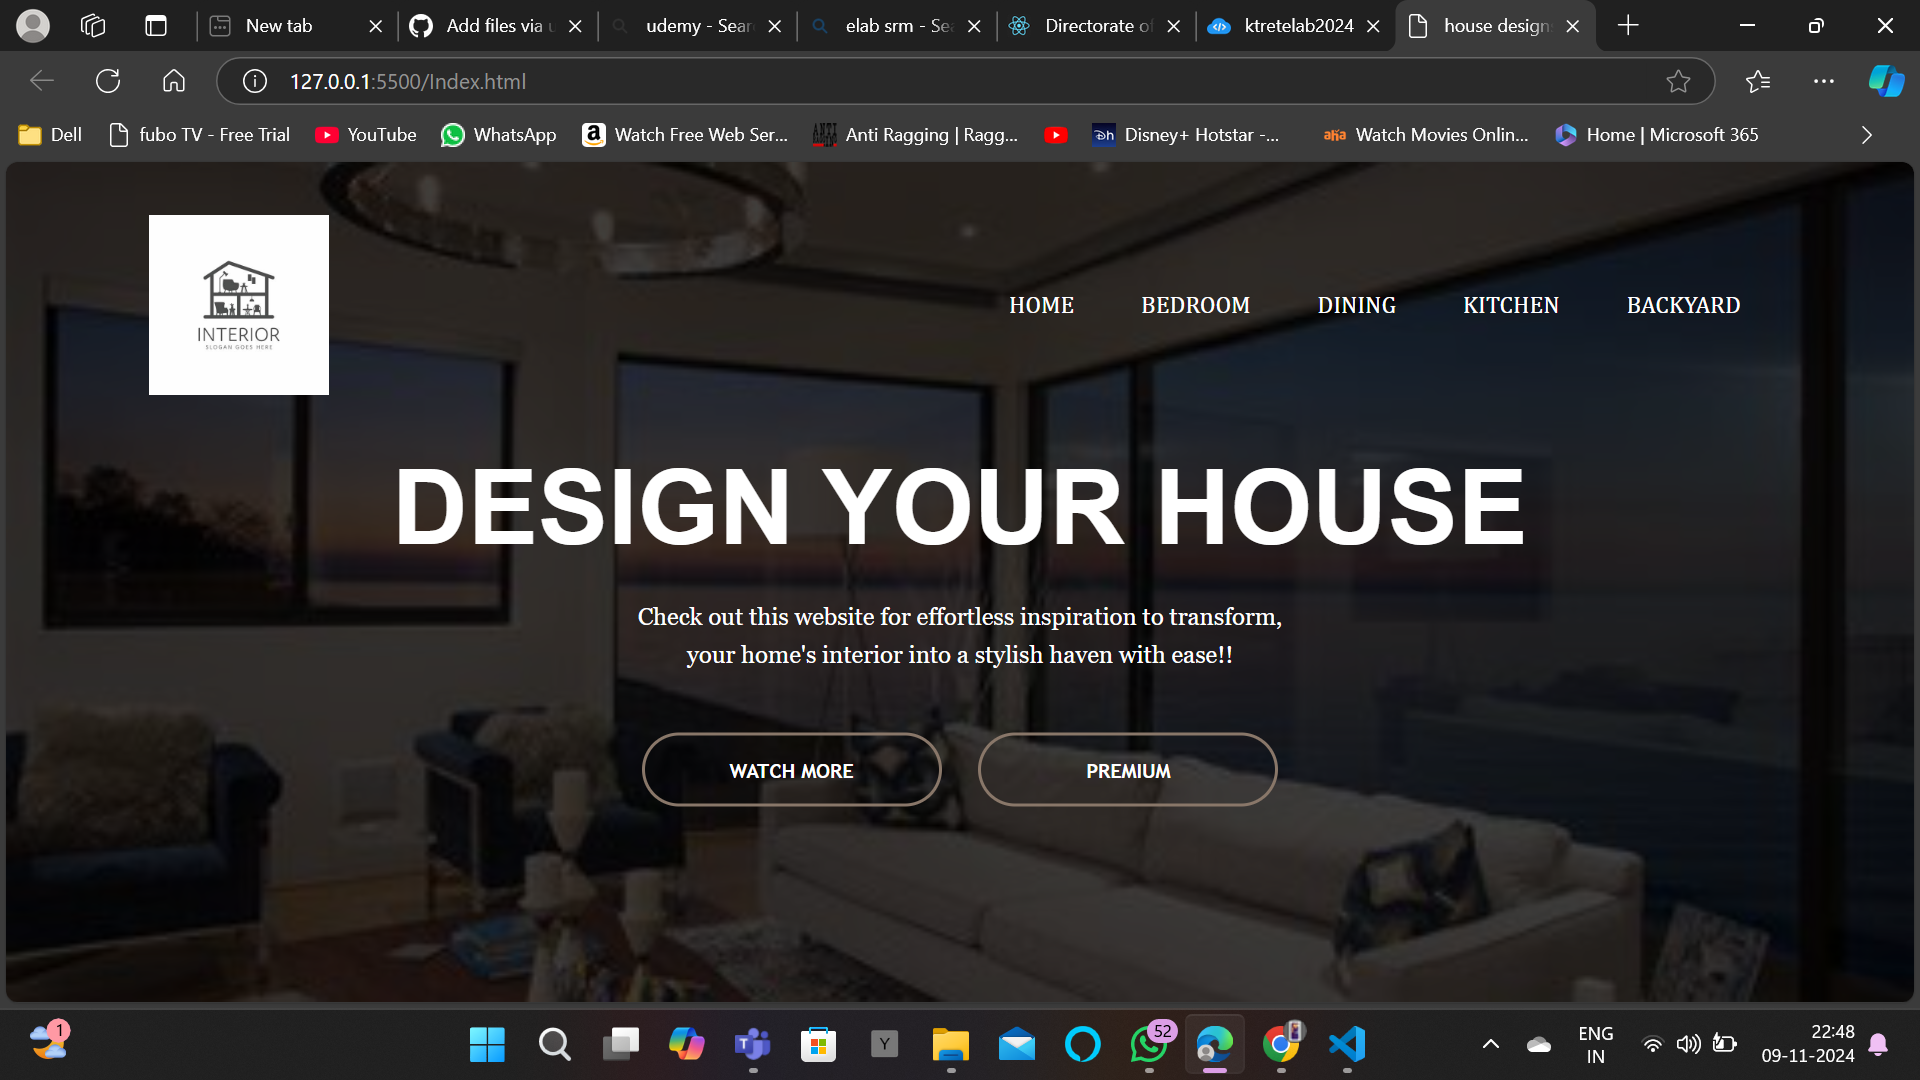 New tab
Add files via u
udemy - Sear
elab srm - Sea
Directorate of
ktretelab2024
house design
127.0.0.1:5500/Index.html
Dell
fubo TV - Free Trial
YouTube
WhatsApp
Watch Free Web Ser...
Anti Ragging | Ragg...
Disney+ Hotstar -...
aha
Watch Movies Onlin...
Home | Microsoft 365
INTERIOR
SLOGAN GOES HERE
HOME
BEDROOM
DINING
KITCHEN
BACKYARD
DESIGN YOUR HOUSE
Check out this website for effortless inspiration to transform,
your home's interior into a stylish haven with ease!!
WATCH MORE
PREMIUM
1
Y
52
ENG
IN
22:48
09-11-2024